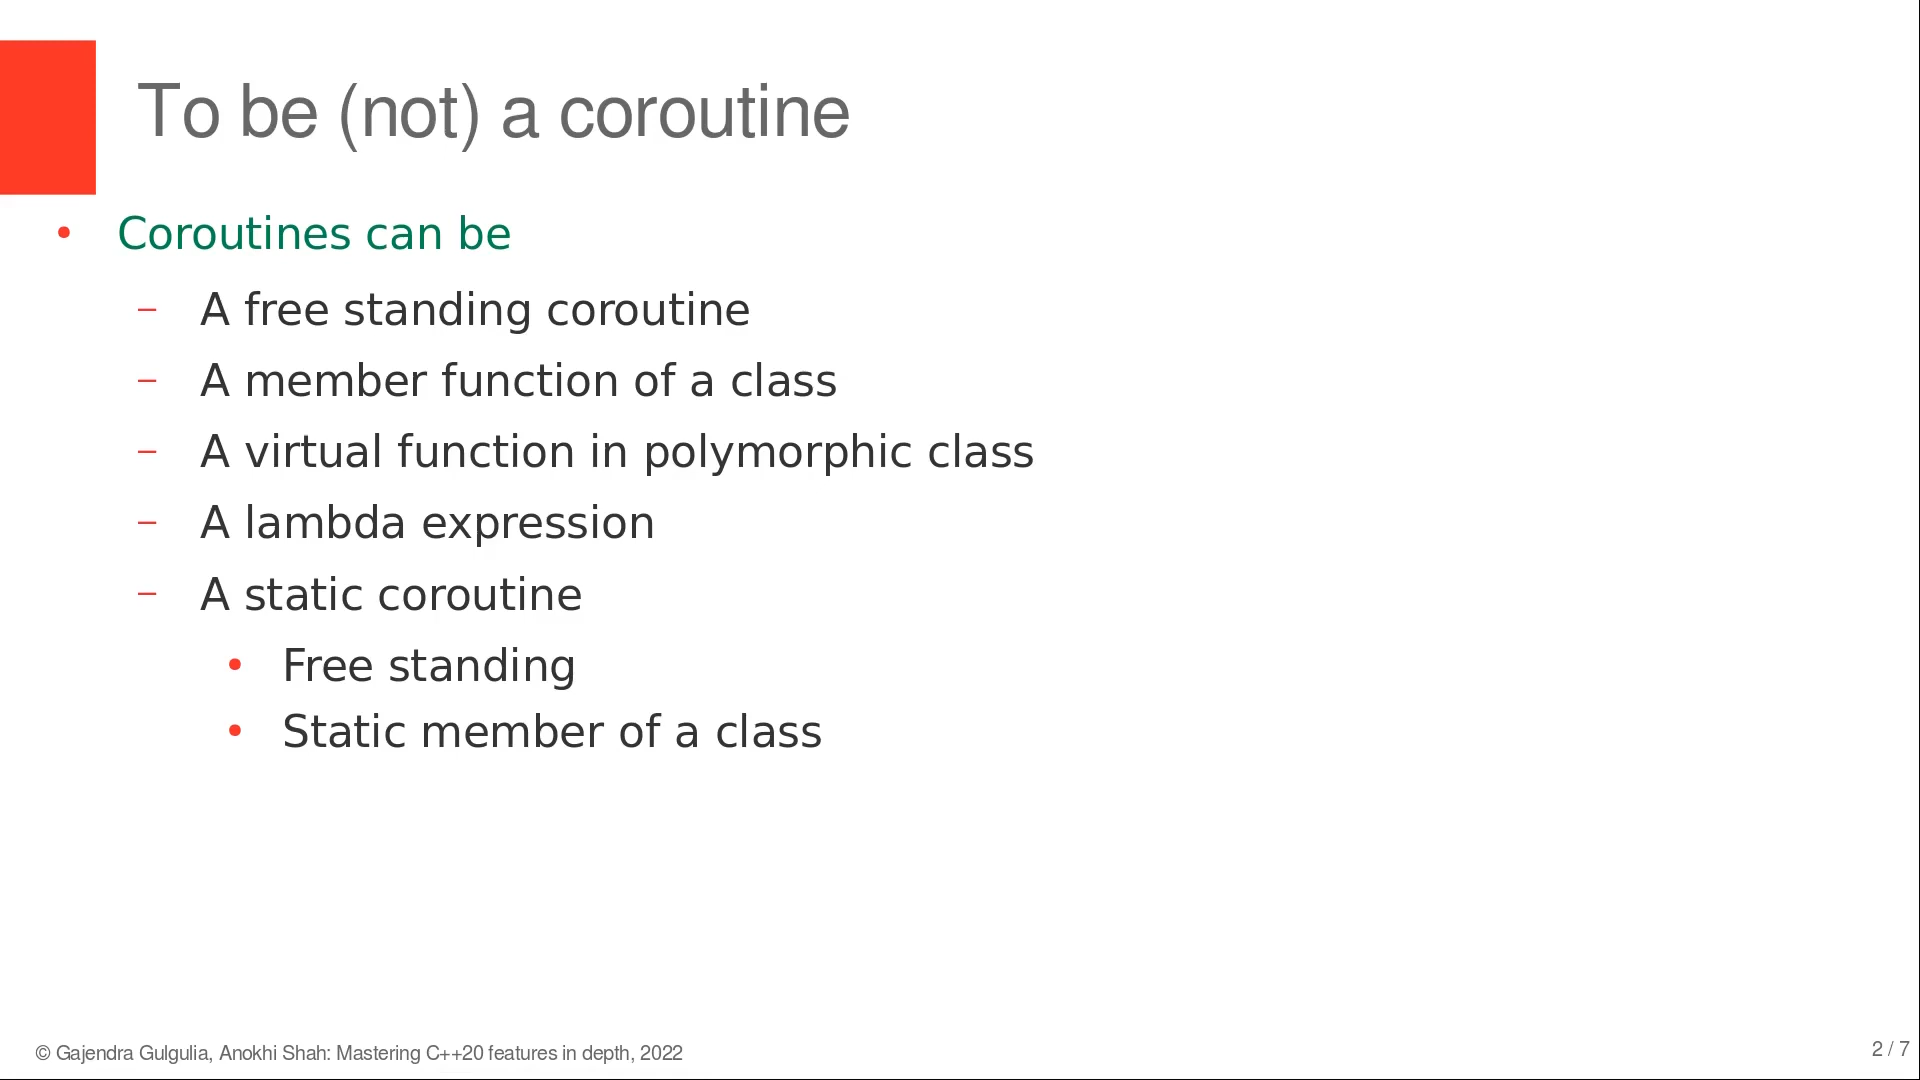 To be (not) a coroutine
• Coroutines can be
– A free standing coroutine
– A member function of a class
– A virtual function in polymorphic class
– A lambda expression
– A static coroutine
• Free standing
• Static member of a class
© Gajendra Gulgulia, Anokhi Shah: Mastering C++20 features in depth, 2022
2 / 7